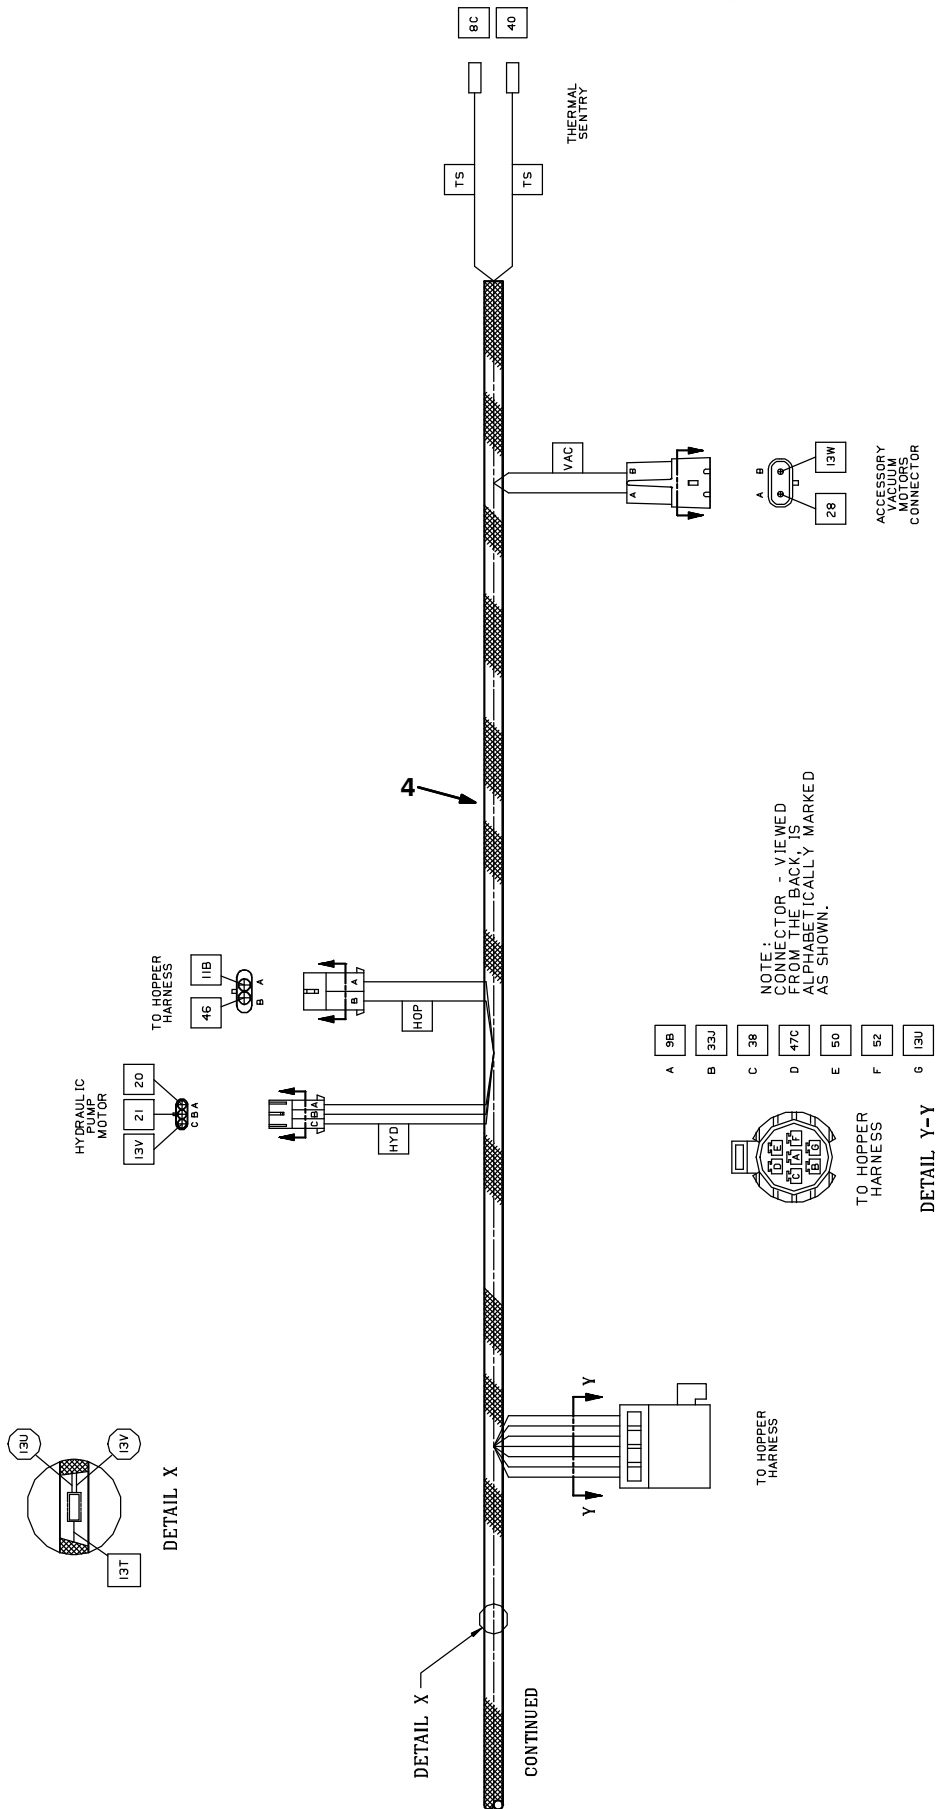 8C
40
THERMAL
SENTRY
TS
TS
VAC
A
B
A
B
28
13W
ACCESSORY
VACUUM
MOTORS
CONNECTOR
4
TO HOPPER
HARNESS
46
11B
B
A
B
A
HOP
HYDRAULIC
PUMP
MOTOR
13V
21
20
C B A
C B A
HYD
NOTE:
CONNECTOR - VIEWED
FROM THE BACK, IS
ALPHABETICALLY MARKED
AS SHOWN.
A 9B
B 33J
C 38
D 47C
E 50
F 52
G 13U
D E
C A F
B G
TO HOPPER
HARNESS
DETAIL Y-Y
Y
Y
TO HOPPER
HARNESS
13U
13V
13T
DETAIL X
DETAIL X
CONTINUED